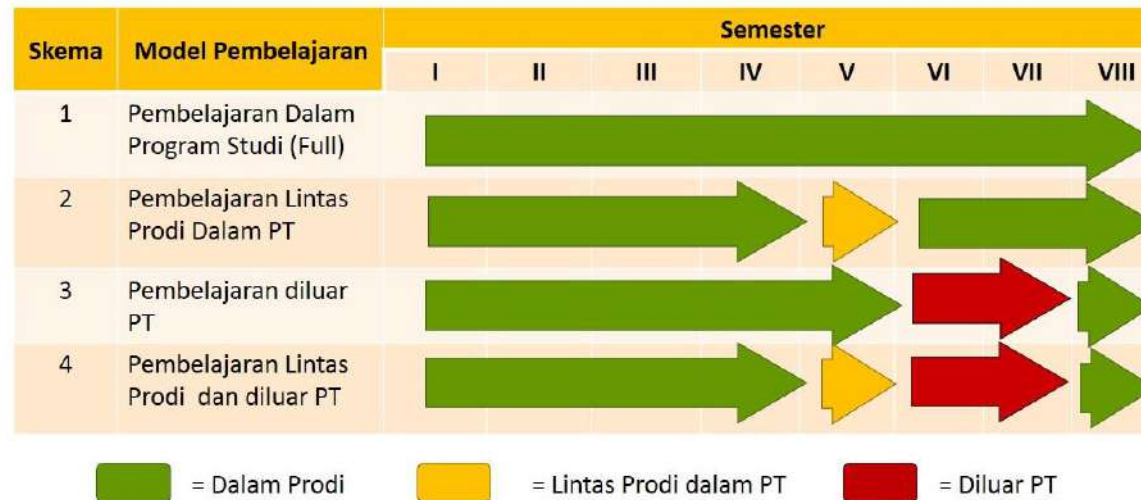 Skema Model Pembelajaran Semester
I II III IV V VI VII VIII
1 Pembelajaran Dalam
Program Studi (Full)
2 Pembelajaran Lintas
Prodi Dalam PT
3 Pembelajaran diluar
PT
4 Pembelajaran Lintas
Prodi dan diluar PT
= Dalam Prodi = Lintas Prodi dalam PT = Diluar PT